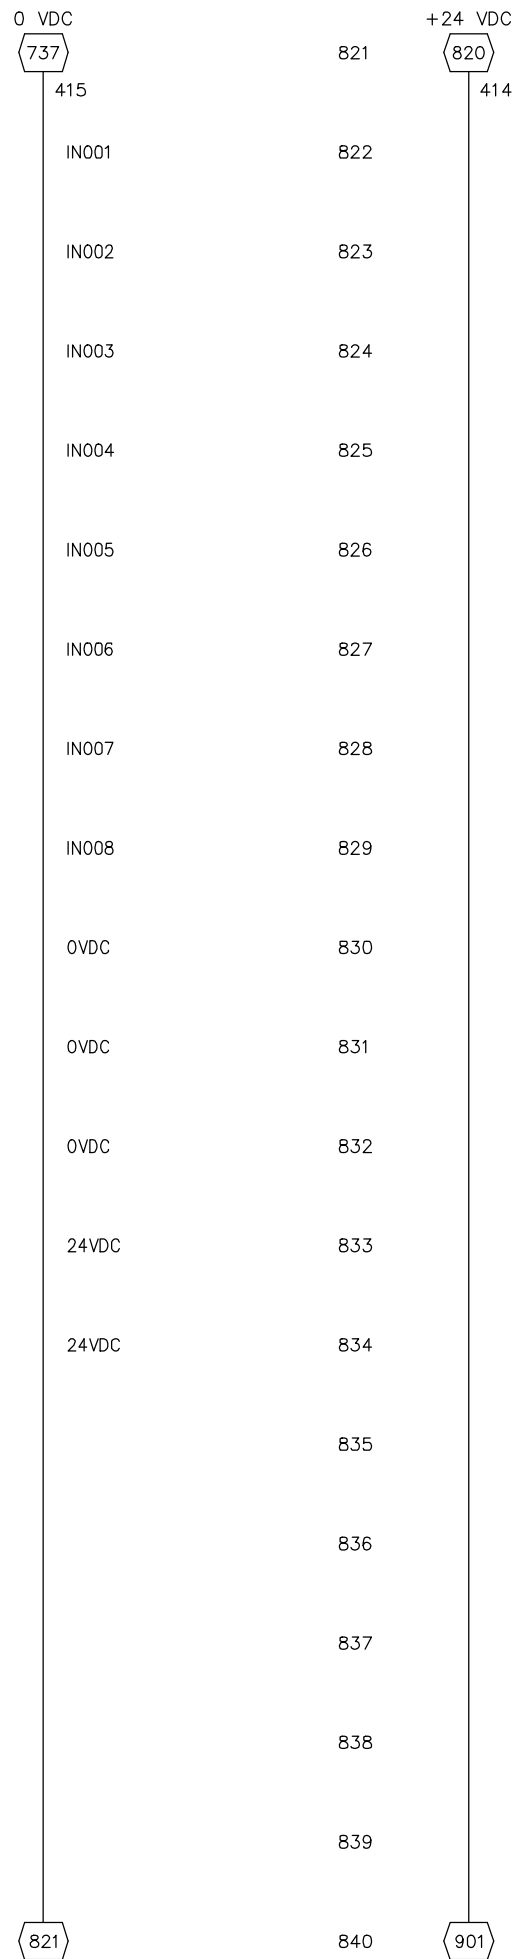 0 VDC +24 VDC
737 821 820
415 414
IN001 822
IN002 823
IN003 824
IN004 825
IN005 826
IN006 827
IN007 828
IN008 829
0VDC 830
0VDC 831
0VDC 832
24VDC 833
24VDC 834
835
836
837
838
839
821 840 901